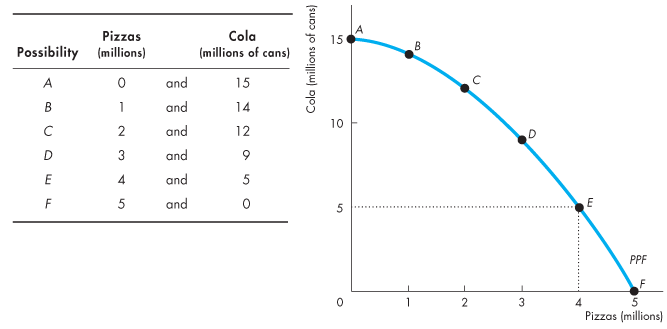 Pizzas Cola
Possibility (millions) (millions of cans)
A 0 and 15
B 1 and 14
C 2 and 12
D 3 and 9
E 4 and 5
F 5 and 0
Cola (millions of cans)
15
10
5
0
A
B
C
D
E
PPF
F
1 2 3 4 5
Pizzas (millions)